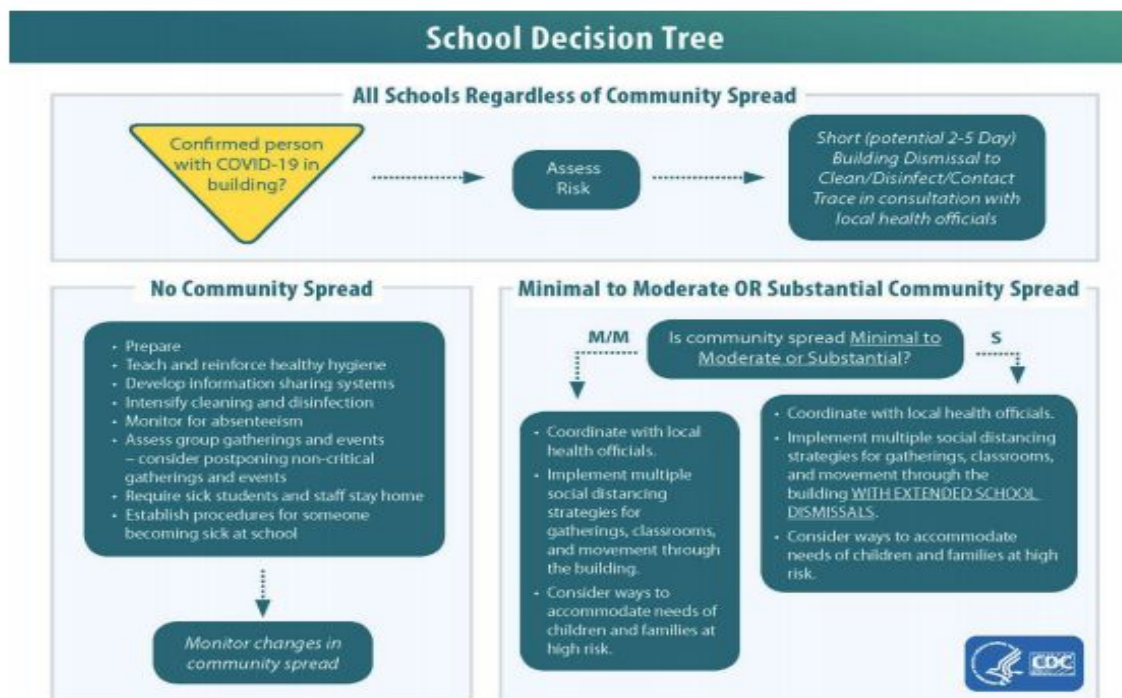 School Decision Tree
All Schools Regardless of Community Spread
Confirmed person
with COVID-19 in
building?
Assess
Risk
Short (potential 2-5 Day)
Building Dismissal to
Clean/Disinfect/Contact
Trace in consultation with
local health officials
No Community Spread
• Prepare
• Teach and reinforce healthy hygiene
• Develop information sharing systems
• Intensify cleaning and disinfection
• Monitor for absenteeism
• Assess group gatherings and events
– consider postponing non-critical
gatherings and events
• Require sick students and staff stay home
• Establish procedures for someone
becoming sick at school
Monitor changes in
community spread
Minimal to Moderate OR Substantial Community Spread
M/M
Is community spread Minimal to
Moderate or Substantial?
S
• Coordinate with local
health officials.
• Implement multiple
social distancing
strategies for
gatherings, classrooms,
and movement through
the building.
• Consider ways to
accommodate needs of
children and families at
high risk.
• Coordinate with local health officials.
• Implement multiple social distancing
strategies for gatherings, classrooms,
and movement through the
building WITH EXTENDED SCHOOL
DISMISSALS.
• Consider ways to accommodate
needs of children and families at high
risk.
CDC